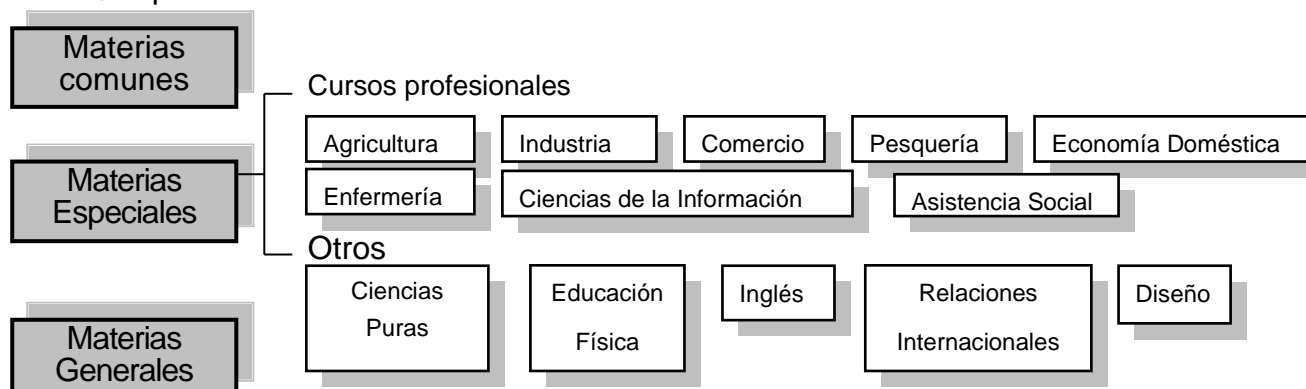 Materias
comunes
Cursos profesionales
Agricultura
Industria
Comercio
Pesquería
Economía Doméstica
Materias
Especiales
Enfermería
Ciencias de la Información
Asistencia Social
Otros
Ciencias
Puras
Educación
Física
Inglés
Relaciones
Internacionales
Diseño
Materias
Generales